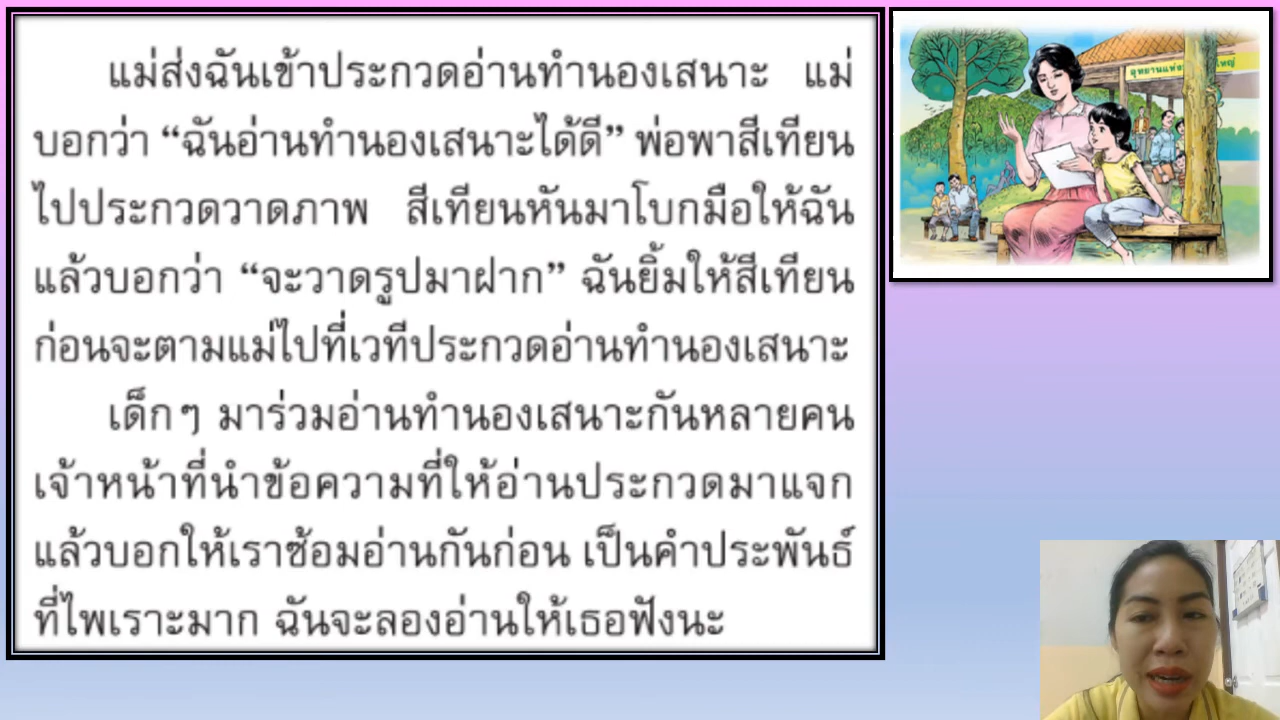 แม่ส่งฉันเข้าประกวดอ่านทำนองเสนาะ แม่
บอกว่า “ฉันอ่านทำนองเสนาะได้ดี” พ่อพาสีเทียน
ไปประกวดวาดภาพ สีเทียนหันมาโบกมือให้ฉัน
แล้วบอกว่า “จะวาดรูปมาฝาก” ฉันยิ้มให้สีเทียน
ก่อนจะตามแม่ไปที่เวทีประกวดอ่านทำนองเสนาะ
เด็กๆ มาร่วมอ่านทำนองเสนาะกันหลายคน
เจ้าหน้าที่นำข้อความที่ให้อ่านประกวดมาแจก
แล้วบอกให้เราซ้อมอ่านกันก่อน เป็นคำประพันธ์
ที่ไพเราะมาก ฉันจะลองอ่านให้เธอฟังนะ